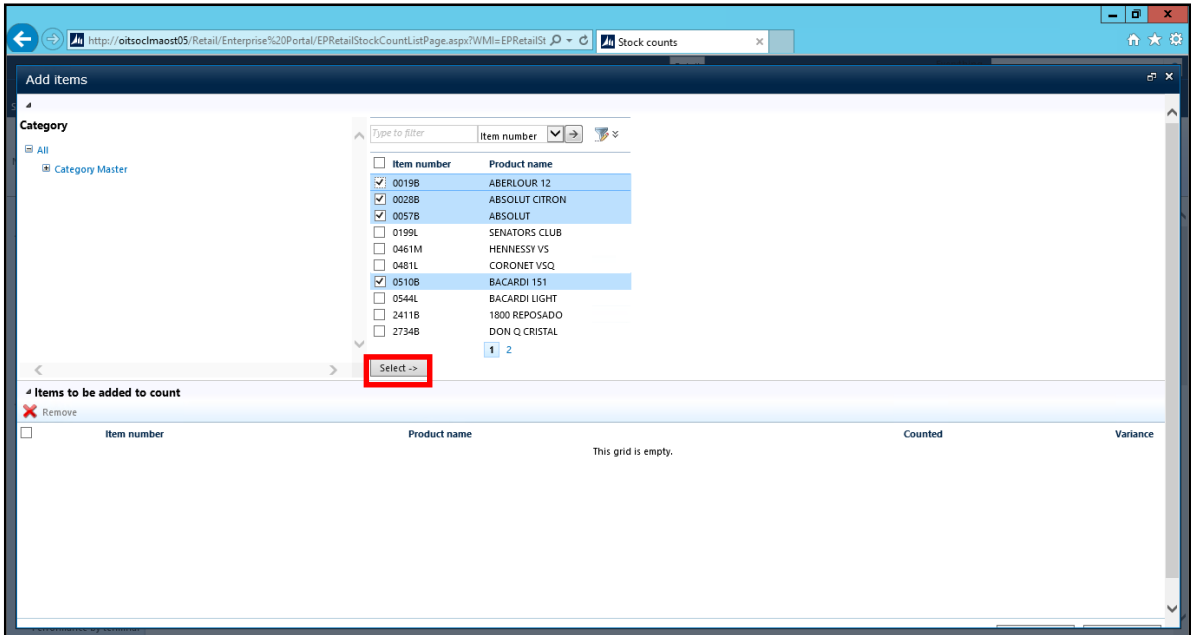 http://oitsoclmaost05/Retail/Enterprise%20Portal/EPRetailStockCountListPage.aspx?WMI=EPRetailSt
Stock counts
Add items
Category
All
Category Master
Type to filter
Item number
Item number Product name
0019B ABERLOUR 12
0028B ABSOLUT CITRON
0057B ABSOLUT
0199L SENATORS CLUB
0461M HENNESSY VS
0481L CORONET VSQ
0510B BACARDI 151
0544L BACARDI LIGHT
2411B 1800 REPOSADO
2734B DON Q CRISTAL
1 2
Select ->
Items to be added to count
Remove
Item number Product name Counted Variance
This grid is empty.